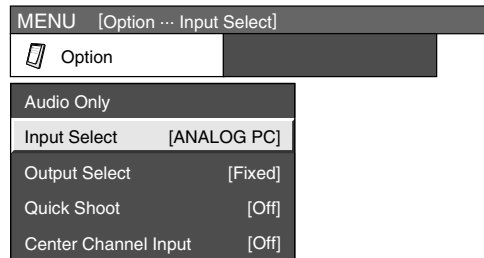 MENU [Option ··· Input Select]
Option
Audio Only
Input Select [ANALOG PC]
Output Select [Fixed]
Quick Shoot [Off]
Center Channel Input [Off]